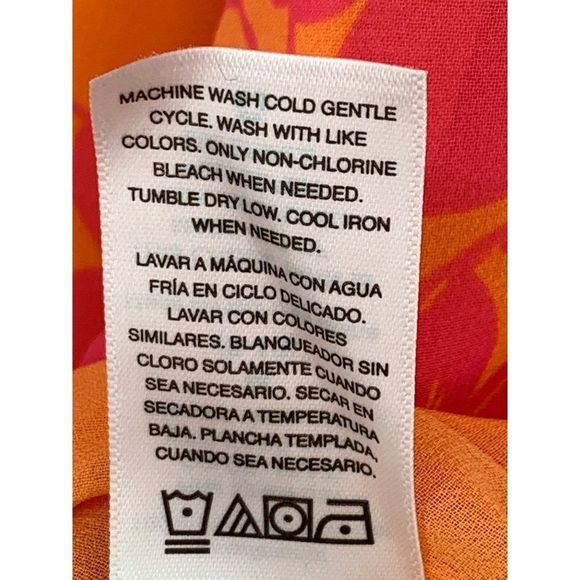 MACHINE WASH COLD GENTLE
CYCLE. WASH WITH LIKE
COLORS. ONLY NON-CHLORINE
BLEACH WHEN NEEDED.
TUMBLE DRY LOW. COOL IRON
WHEN NEEDED.
LAVAR A MÁQUINA CON AGUA
FRÍA EN CICLO DELICADO.
LAVAR CON COLORES
SIMILARES. BLANQUEADOR SIN
CLORO SOLAMENTE CUANDO
SEA NECESARIO. SECAR EN
SECADORA A TEMPERATURA
BAJA. PLANCHA TEMPLADA,
CUANDO SEA NECESARIO.